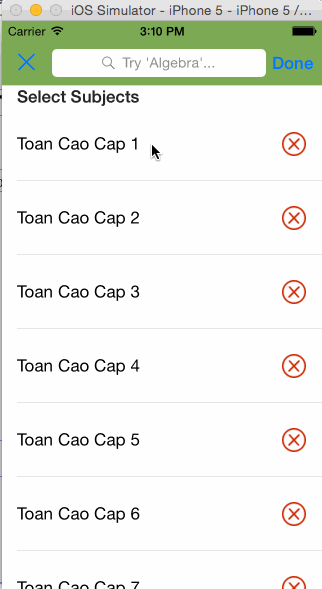 iOS Simulator - iPhone 5 - iPhone 5 /...
Carrier 3:10 PM
Try 'Algebra'... Done
Select Subjects
Toan Cao Cap 1
Toan Cao Cap 2
Toan Cao Cap 3
Toan Cao Cap 4
Toan Cao Cap 5
Toan Cao Cap 6
Toan Cao Cap 7